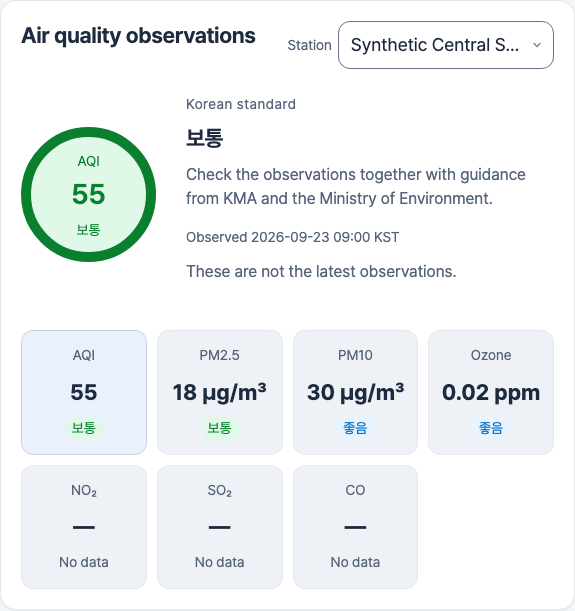 Air quality observations
Station
Synthetic Central S...
Korean standard
보통
Check the observations together with guidance
from KMA and the Ministry of Environment.
Observed 2026-09-23 09:00 KST
These are not the latest observations.
AQI
55
보통
AQI
55
보통
PM2.5
18 µg/m³
보통
PM10
30 µg/m³
좋음
Ozone
0.02 ppm
좋음
NO₂
—
No data
SO₂
—
No data
CO
—
No data